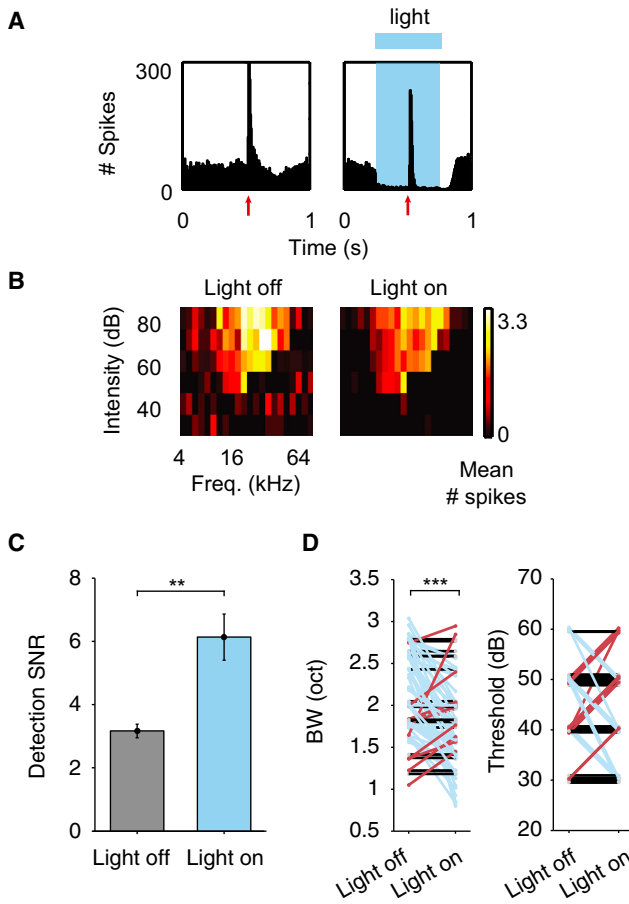 A
light
# Spikes
300
0
0 1 0 1
Time (s)
B
Light off Light on
Intensity (dB)
80
60
40
4 16 64
Freq. (kHz)
3.3
0
Mean
# spikes
C
Detection SNR
8
6
4
2
0
**
Light off Light on
D
BW (oct)
3.5
3
2.5
2
1.5
1
0.5
***
Light off Light on
Threshold (dB)
70
60
50
40
30
20
Light off Light on